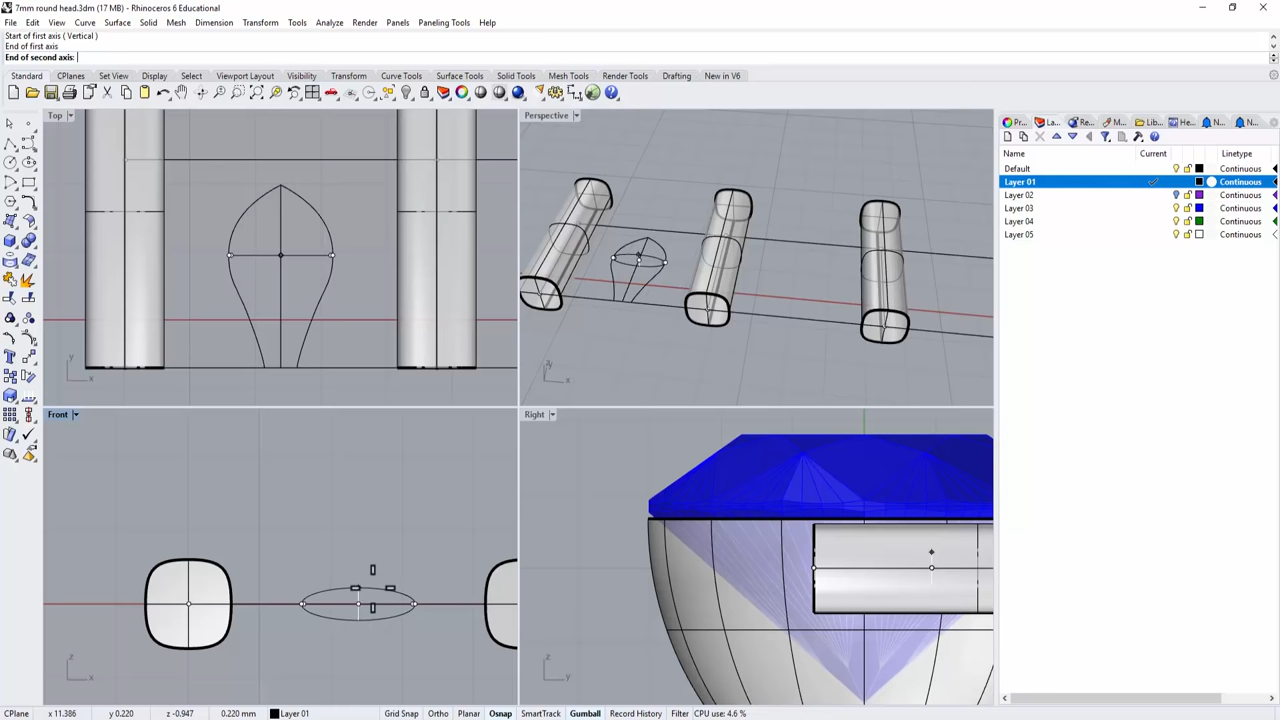 7mm round head.3dm (17 MB) - Rhinoceros 6 Educational
File Edit View Curve Surface Solid Mesh Dimension Transform Tools Analyze Render Panels Paneling Tools Help
Start of first axis ( Vertical )
End of first axis
End of second axis:
Standard CPlanes Set View Display Select Viewport Layout Visibility Transform Curve Tools Surface Tools Solid Tools Mesh Tools Render Tools Drafting New in V6
Top
Perspective
Pr... La... Re... M... Lib... He... N... N...
Name Current Linetype
Default Continuous
Layer 01 Continuous
Layer 02 Continuous
Layer 03 Continuous
Layer 04 Continuous
Layer 05 Continuous
y
x
x
Front
Right
z
x
z
y
CPlane x 11.386 y 0.220 z -0.947 0.220 mm Layer 01 Grid Snap Ortho Planar Osnap SmartTrack Gumball Record History Filter CPU use: 4.6 %